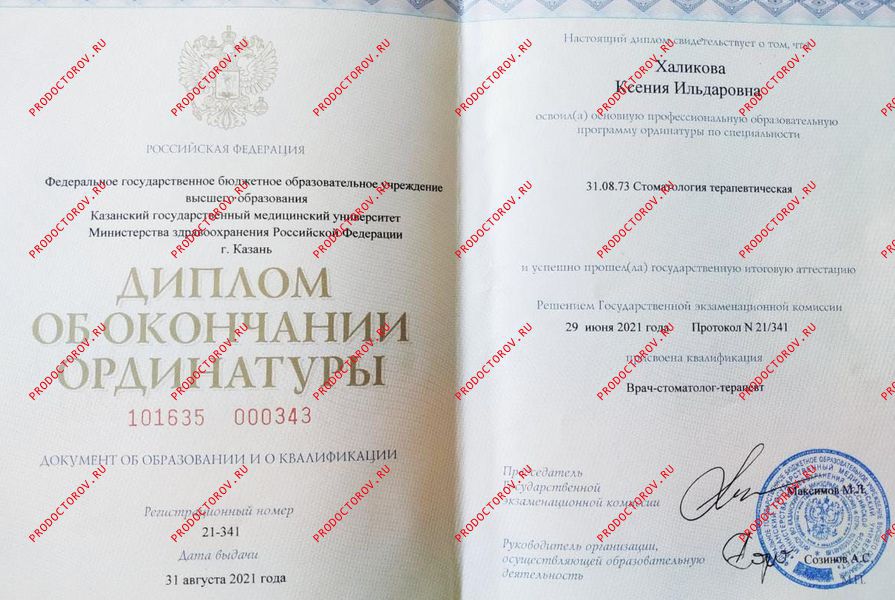 РОССИЙСКАЯ ФЕДЕРАЦИЯ
Федеральное государственное бюджетное образовательное учреждение
высшего образования
Казанский государственный медицинский университет
Министерства здравоохранения Российской Федерации
г. Казань
ДИПЛОМ
ОБ ОКОНЧАНИИ
ОРДИНАТУРЫ
101635 000343
ДОКУМЕНТ ОБ ОБРАЗОВАНИИ И О КВАЛИФИКАЦИИ
Регистрационный номер
21-341
Дата выдачи
31 августа 2021 года
Настоящий диплом свидетельствует о том, что
Халикова
Ксения Ильдаровна
освоил(а) основную профессиональную образовательную
программу ординатуры по специальности
31.08.73 Стоматология терапевтическая
и успешно прошел(ла) государственную итоговую аттестацию
Решением Государственной экзаменационной комиссии
29 июня 2021 года Протокол N 21/341
присвоена квалификация
Врач-стоматолог-терапевт
Председатель
Государственной
экзаменационной комиссии
Максимов М.Л.
Руководитель организации,
осуществляющей образовательную
деятельность
Созинов А.С.
М.П.
PRODOCTOROV.RU